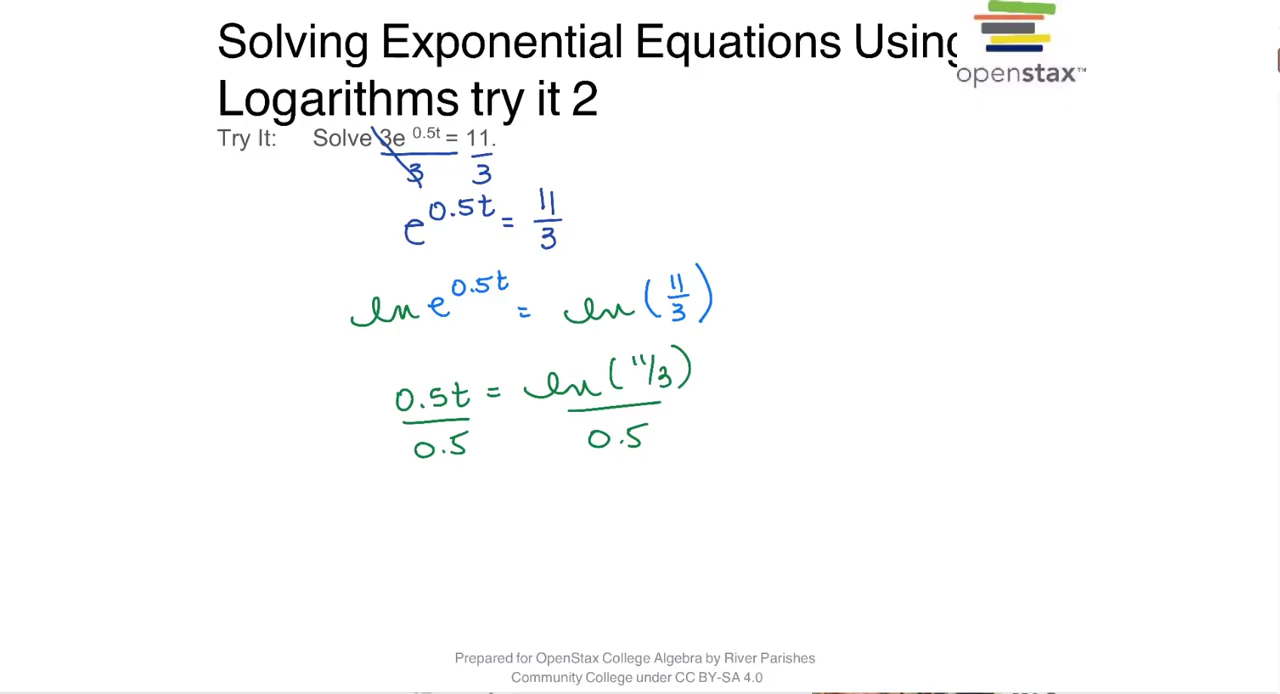 Solving Exponential Equations Using
Logarithms try it 2
openstax™
Try It: Solve 3e 0.5t = 11.
3 3
e^0.5t = 11/3
ln e^0.5t = ln (11/3)
0.5t = ln (11/3)
0.5 0.5
Prepared for OpenStax College Algebra by River Parishes
Community College under CC BY-SA 4.0